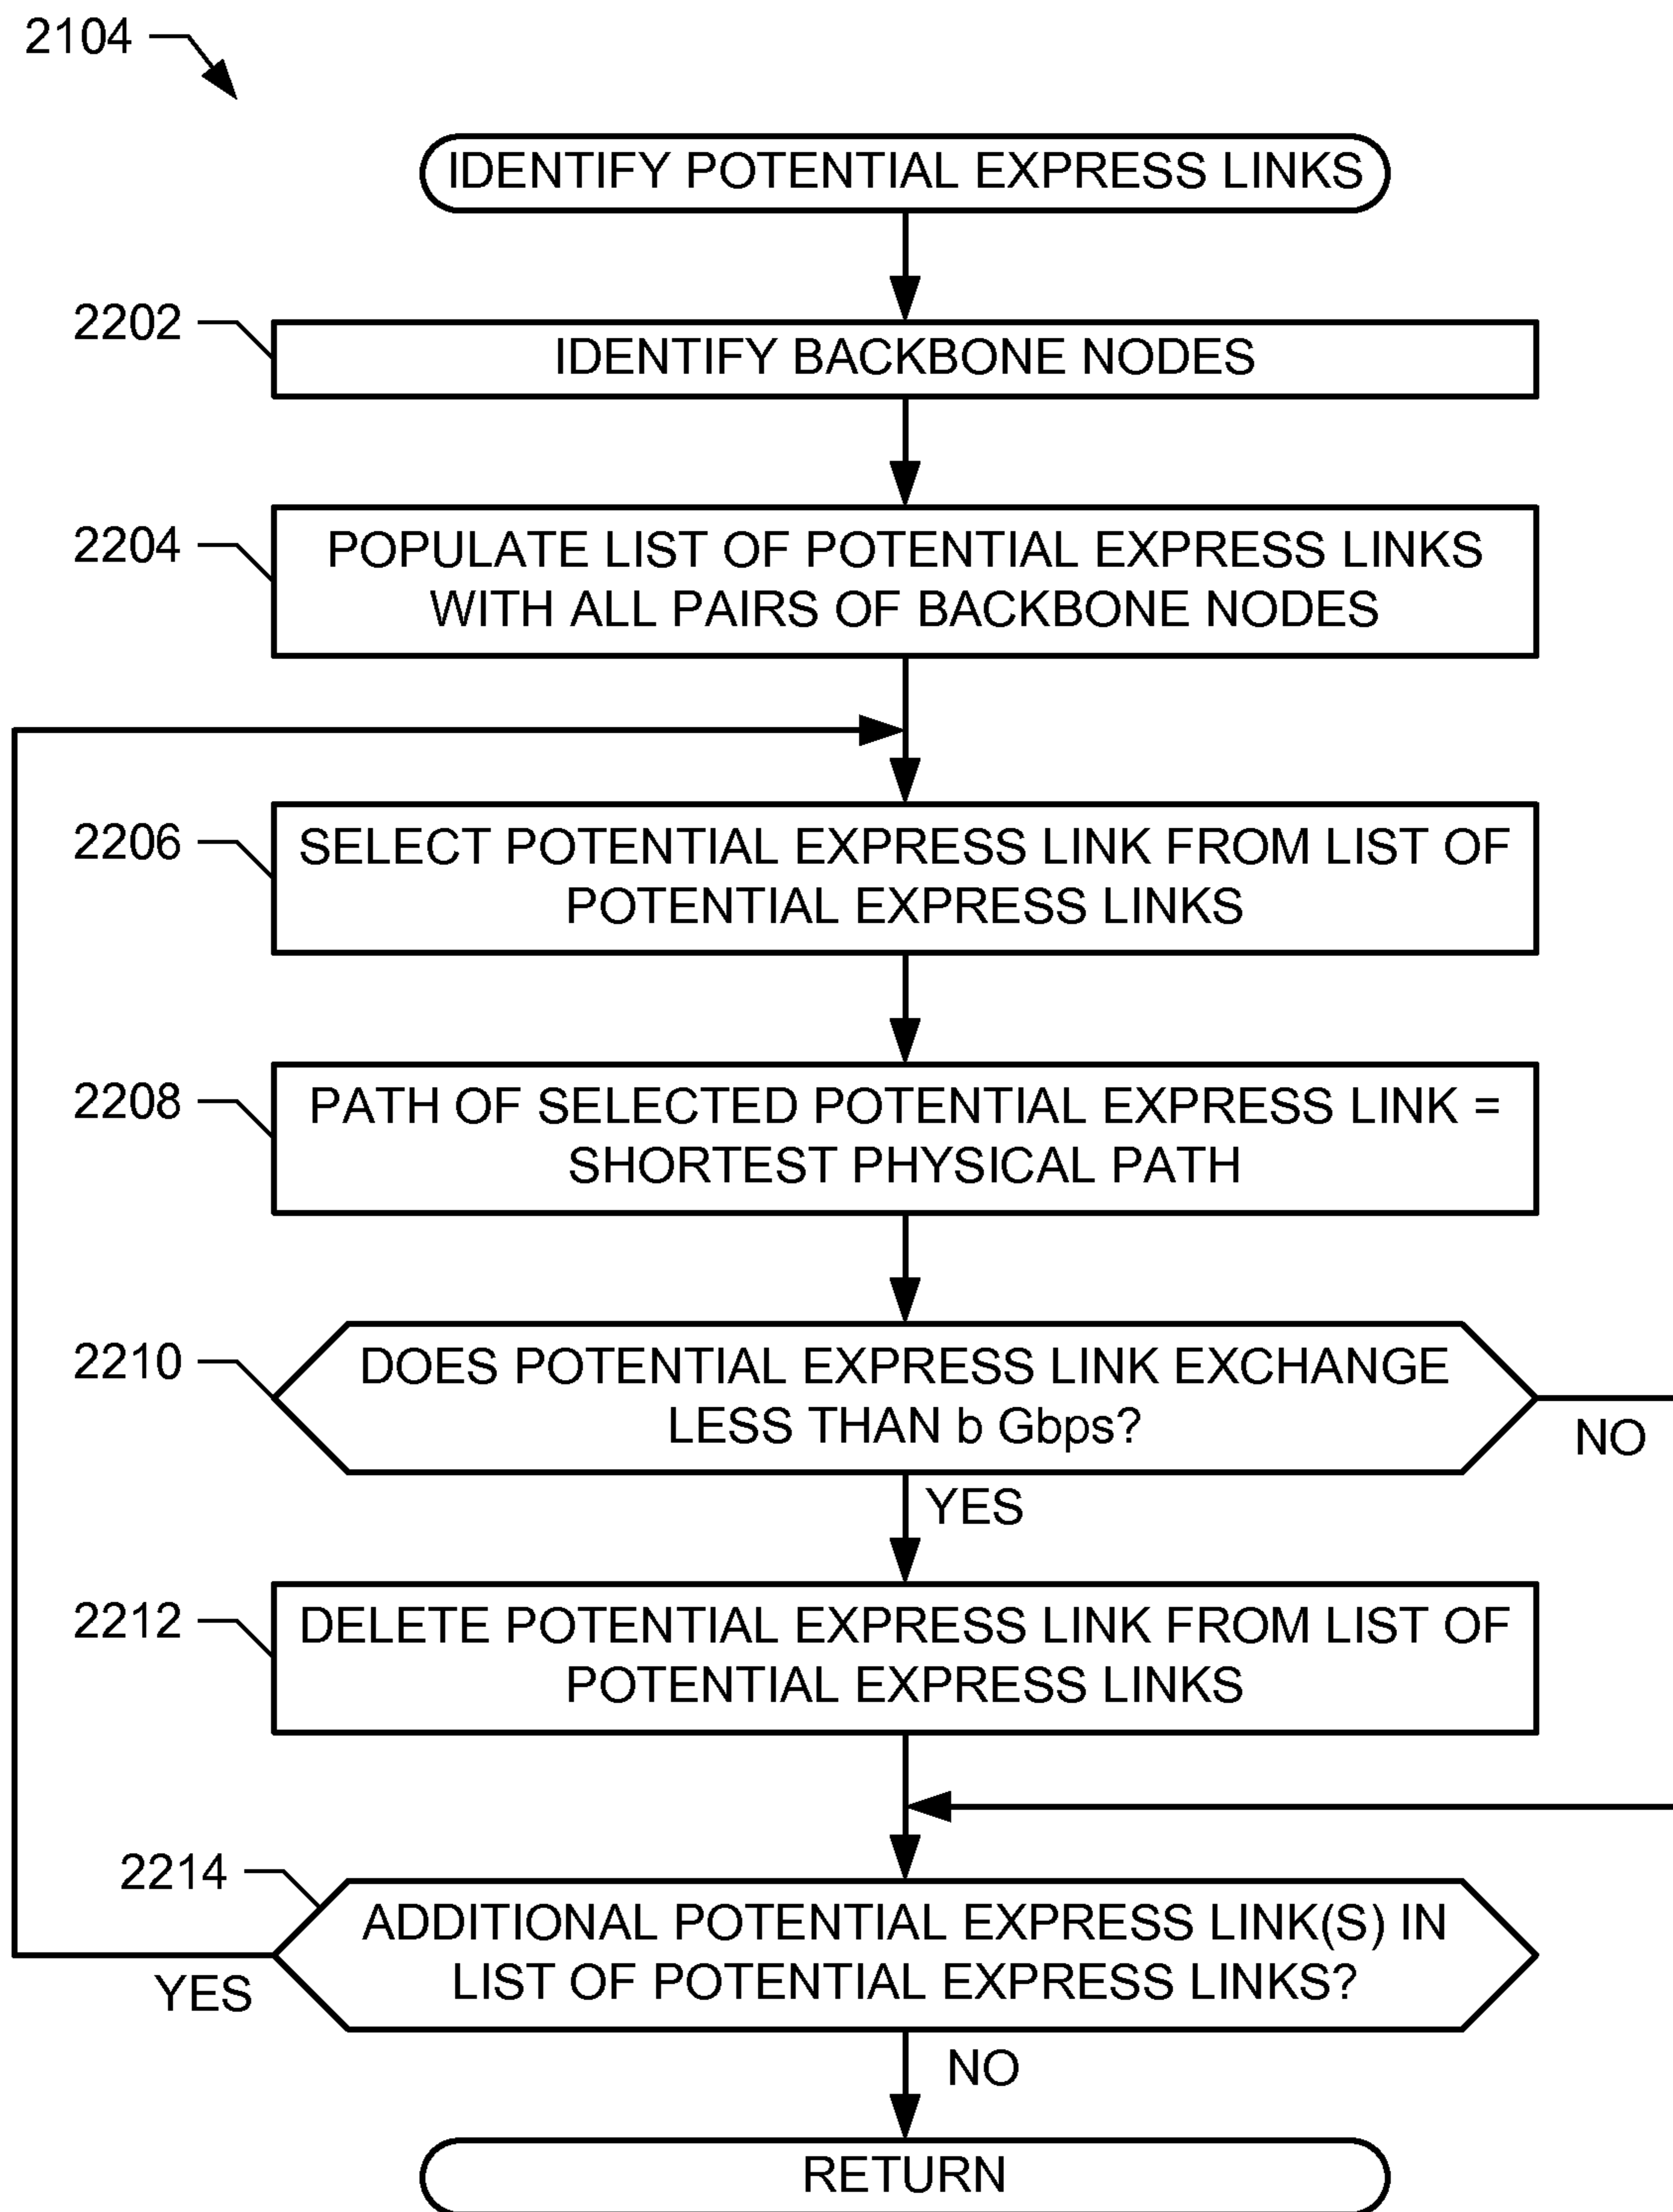 2104
IDENTIFY POTENTIAL EXPRESS LINKS
2202
IDENTIFY BACKBONE NODES
2204
POPULATE LIST OF POTENTIAL EXPRESS LINKS
WITH ALL PAIRS OF BACKBONE NODES
2206
SELECT POTENTIAL EXPRESS LINK FROM LIST OF
POTENTIAL EXPRESS LINKS
2208
PATH OF SELECTED POTENTIAL EXPRESS LINK =
SHORTEST PHYSICAL PATH
2210
DOES POTENTIAL EXPRESS LINK EXCHANGE
LESS THAN b Gbps?
NO
YES
2212
DELETE POTENTIAL EXPRESS LINK FROM LIST OF
POTENTIAL EXPRESS LINKS
2214
ADDITIONAL POTENTIAL EXPRESS LINK(S) IN
LIST OF POTENTIAL EXPRESS LINKS?
YES
NO
RETURN